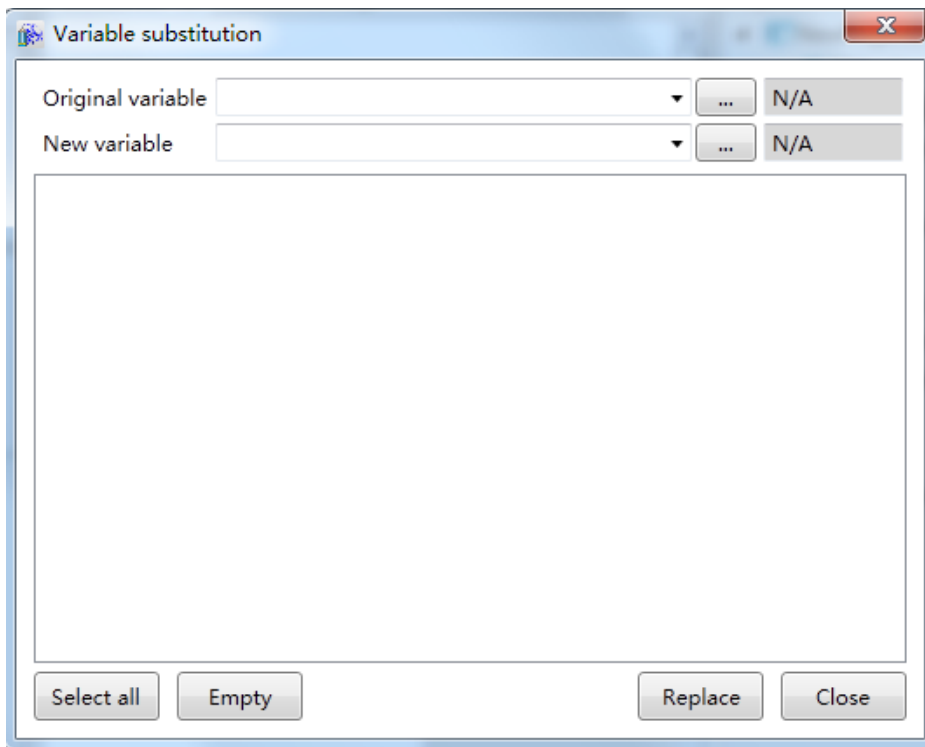 Variable substitution
Original variable ... N/A
New variable ... N/A
Select all Empty Replace Close